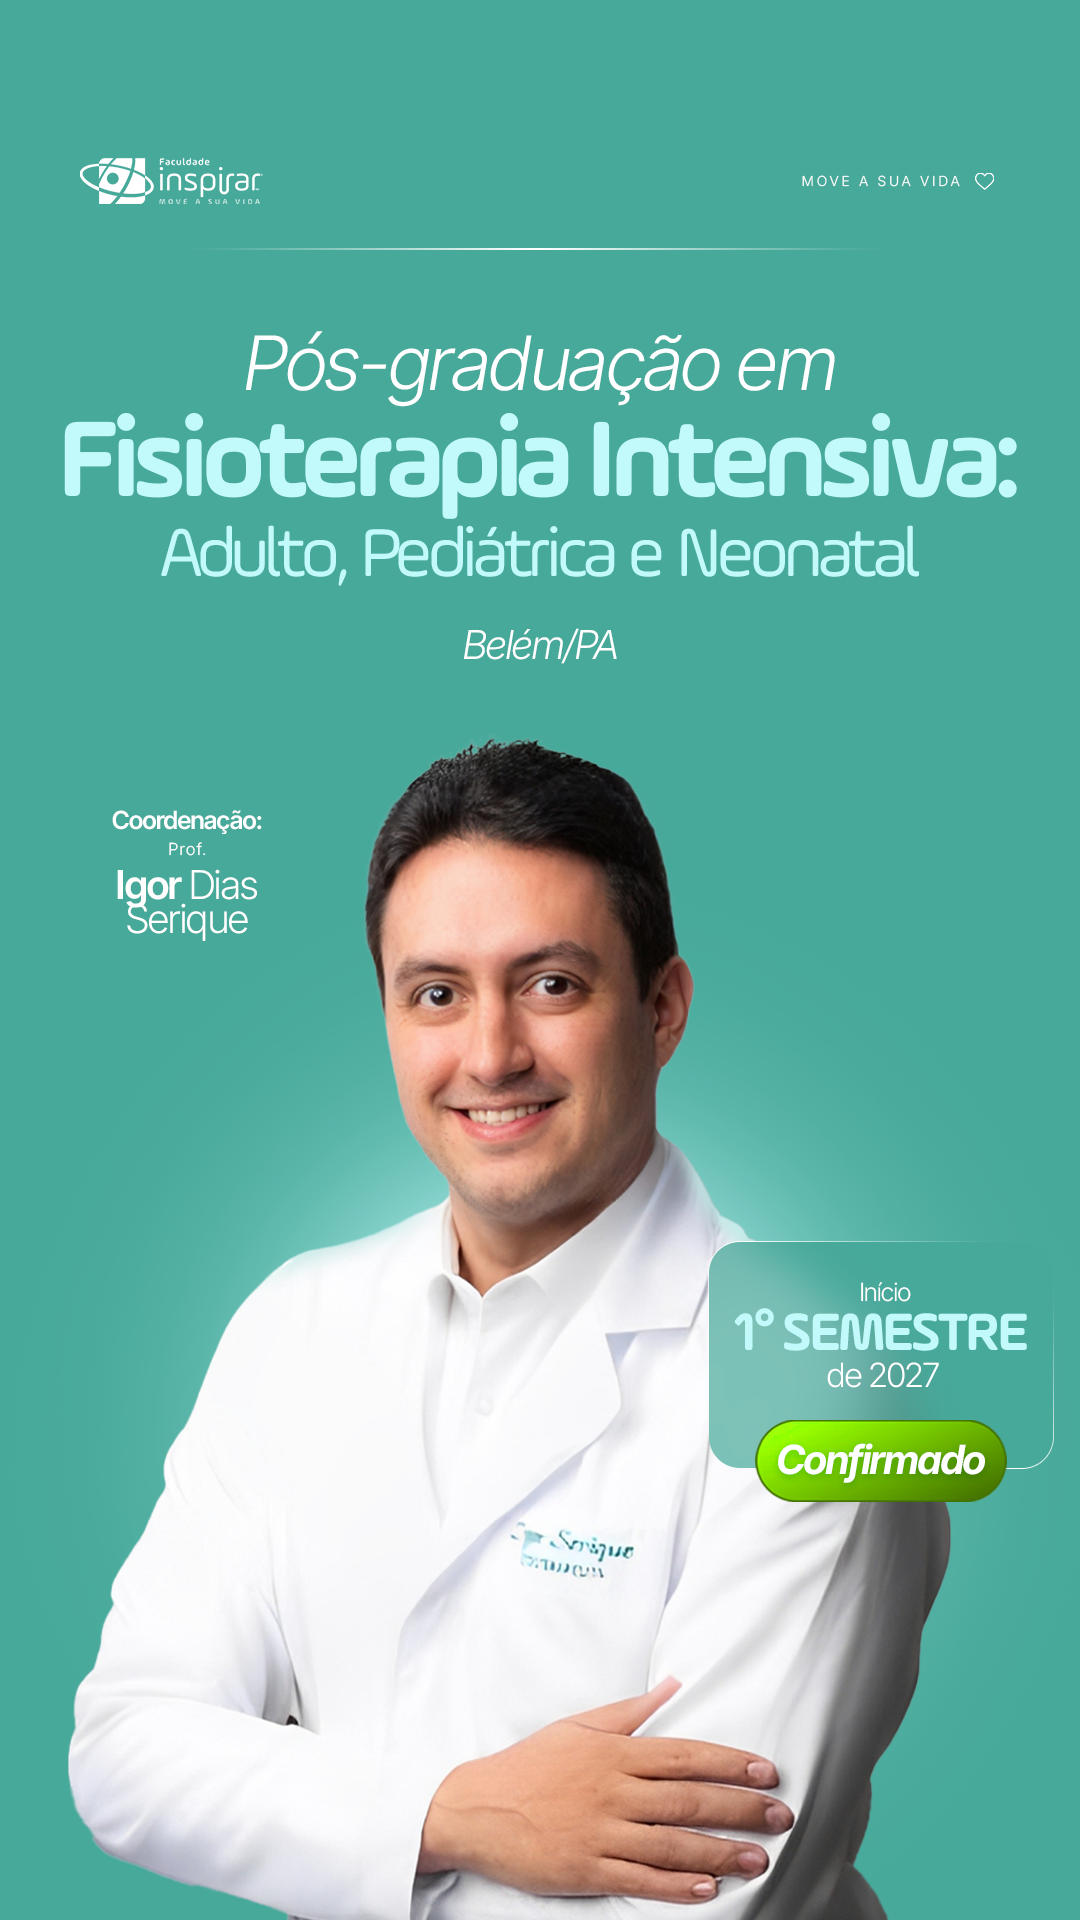 Faculdade
inspirar
MOVE A SUA VIDA
MOVE A SUA VIDA
Pós-graduação em
Fisioterapia Intensiva:
Adulto, Pediátrica e Neonatal
Belém/PA
Coordenação:
Prof.
Igor Dias
Serique
Início
1° SEMESTRE
de 2027
Confirmado
Serique